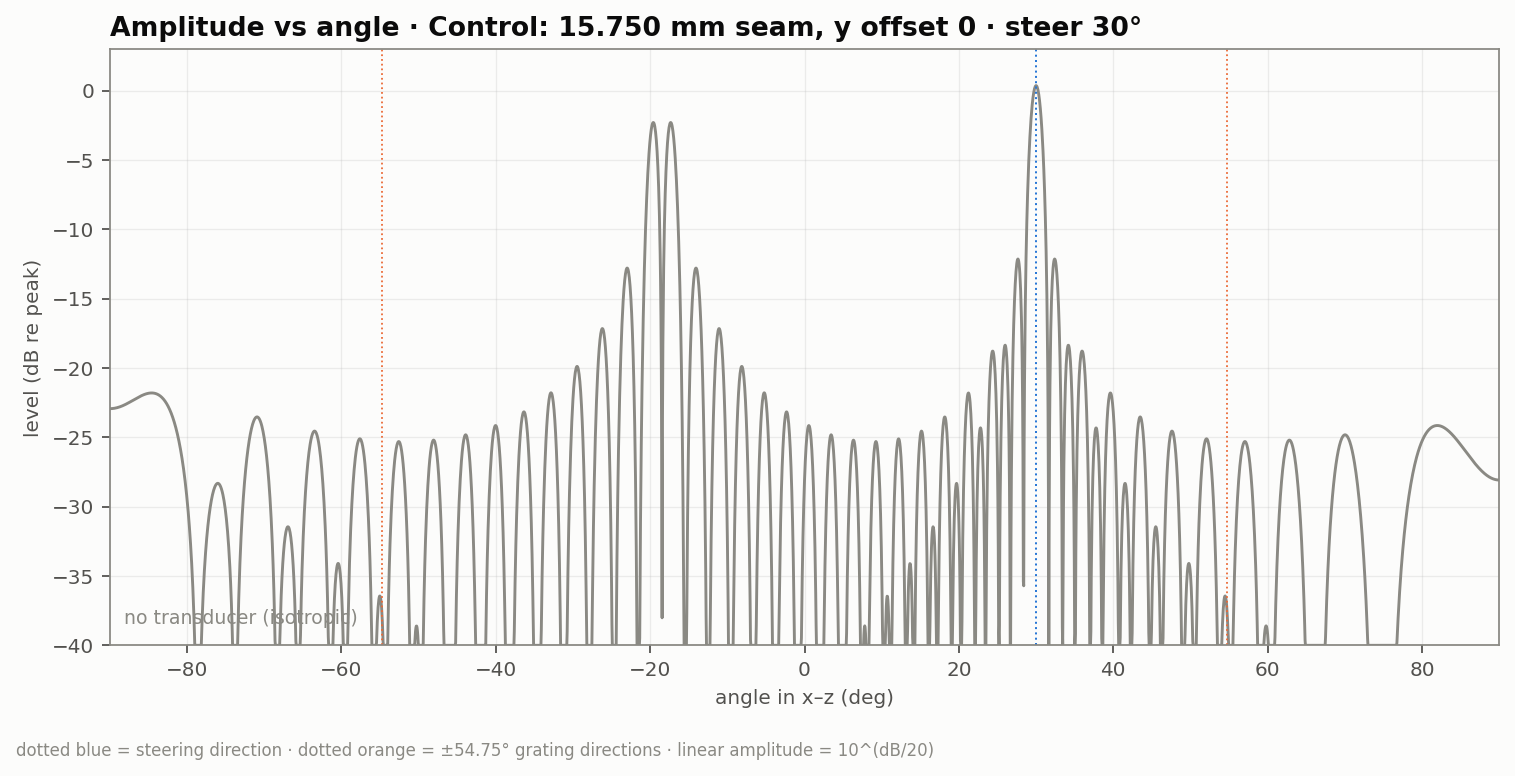 Amplitude vs angle · Control: 15.750 mm seam, y offset 0 · steer 30°
level (dB re peak)
0
−5
−10
−15
−20
−25
−30
−35
−40
no transducer (isotropic)
−80 −60 −40 −20 0 20 40 60 80
angle in x–z (deg)
dotted blue = steering direction · dotted orange = ±54.75° grating directions · linear amplitude = 10^(dB/20)